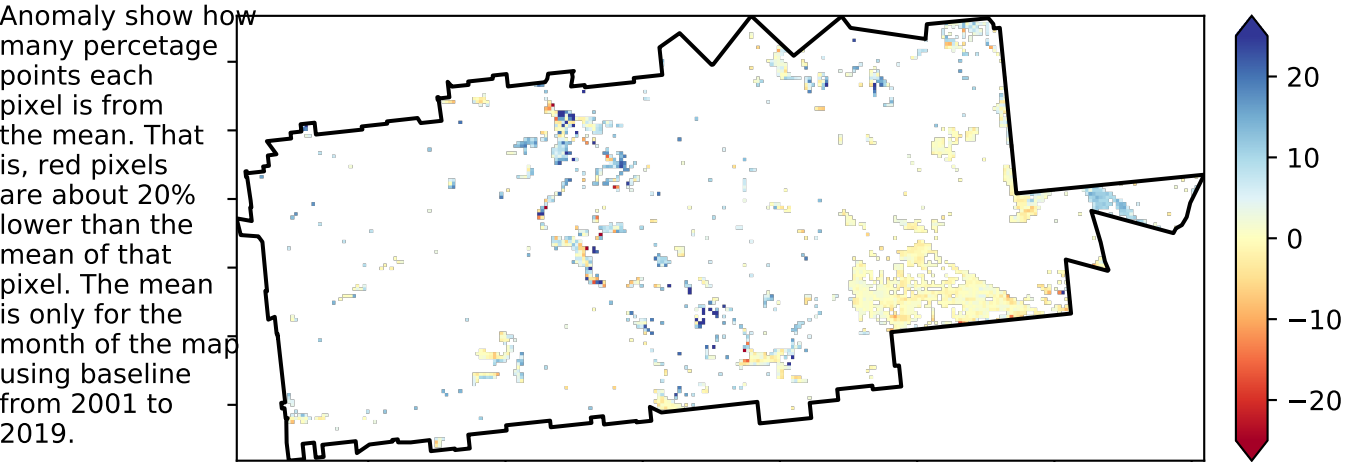 Anomaly show how
many percetage
points each
pixel is from
the mean. That
is, red pixels
are about 20%
lower than the
mean of that
pixel. The mean
is only for the
month of the map
using baseline
from 2001 to
2019.
20
10
0
−10
−20